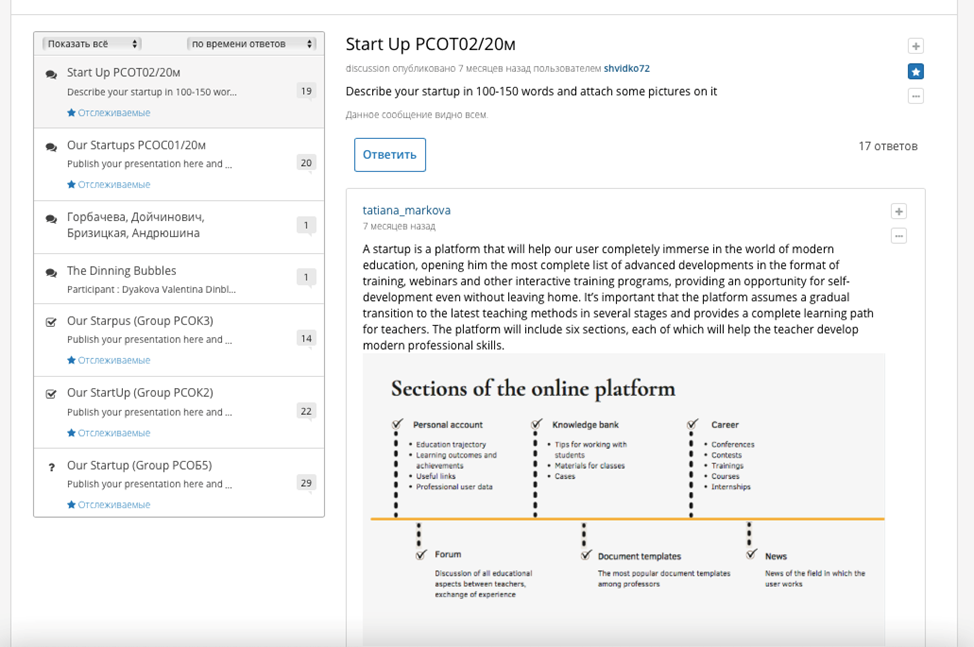 Показать всё
по времени ответов
Start Up РСОТ02/20м
Describe your startup in 100-150 wor...
19
Отслеживаемые
Our Startups РСОС01/20м
Publish your presentation here and ...
20
Отслеживаемые
Горбачева, Дойчинович,
Бризицкая, Андрюшина
1
The Dinning Bubbles
Participant : Dyakova Valentina Dinbl...
1
Our Starpus (Group РСОК3)
Publish your presentation here and ...
14
Отслеживаемые
Our StartUp (Group РСОК2)
Publish your presentation here and ...
22
Отслеживаемые
Our Startup (Group РСОБ5)
Publish your presentation here and ...
29
Отслеживаемые
Start Up РСОТ02/20м
discussion опубликовано 7 месяцев назад пользователем shvidko72
Describe your startup in 100-150 words and attach some pictures on it
Данное сообщение видно всем.
Ответить
17 ответов
tatiana_markova
7 месяцев назад
A startup is a platform that will help our user completely immerse in the world of modern
education, opening him the most complete list of advanced developments in the format of
training, webinars and other interactive training programs, providing an opportunity for self-
development even without leaving home. It's important that the platform assumes a gradual
transition to the latest teaching methods in several stages and provides a complete learning path
for teachers. The platform will include six sections, each of which will help the teacher develop
modern professional skills.
Sections of the online platform
Personal account
• Education trajectory
• Learning outcomes and
achievements
• Useful links
• Professional user data
Knowledge bank
• Tips for working with
students
• Materials for classes
• Cases
Career
• Conferences
• Contests
• Trainings
• Courses
• Internships
Forum
Discussion of all educational
aspects between teachers,
exchange of experience
Document templates
The most popular document templates
among professors
News
News of the field in which the
user works